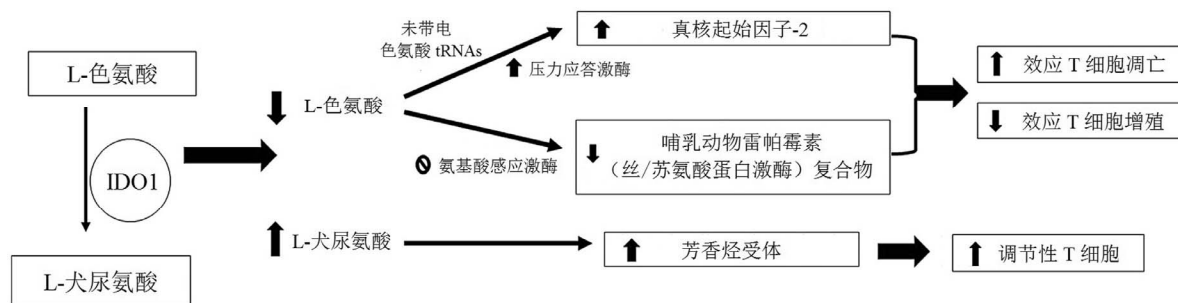 L-色氨酸
IDO1
L-犬尿氨酸
L-色氨酸
未带电
色氨酸 tRNAs
压力应答激酶
氨基酸感应激酶
真核起始因子-2
哺乳动物雷帕霉素
（丝/苏氨酸蛋白激酶）复合物
效应 T 细胞凋亡
效应 T 细胞增殖
L-犬尿氨酸
芳香烃受体
调节性 T 细胞